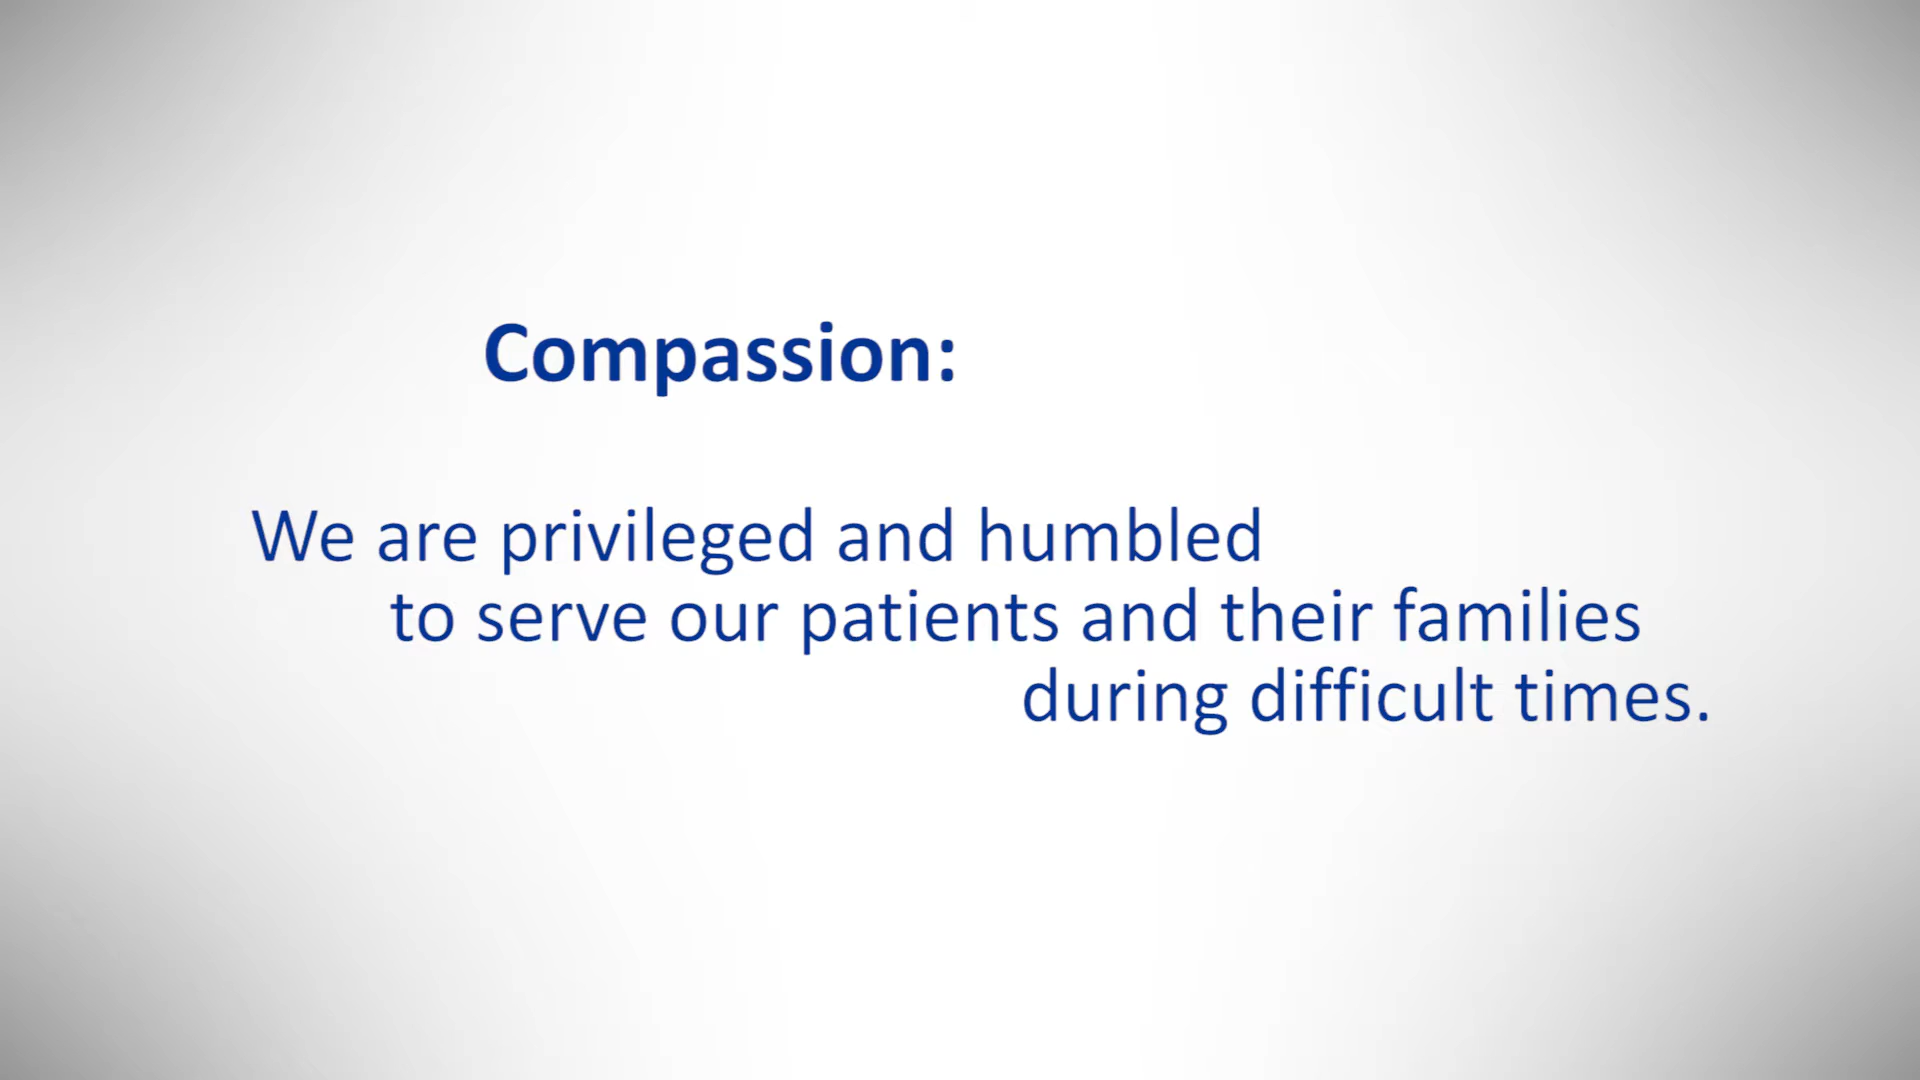 Compassion:
We are privileged and humbled
to serve our patients and their families
during difficult times.